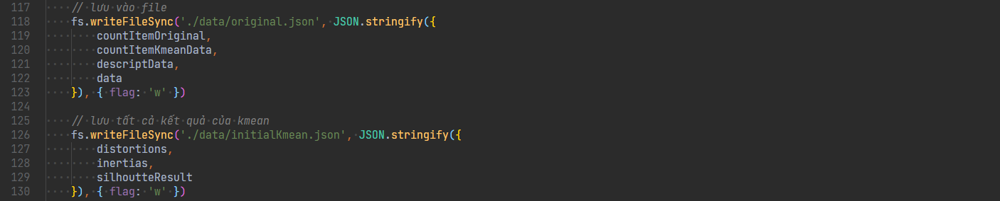 117 // lưu vào file
118 fs.writeFileSync('./data/original.json', JSON.stringify({
119 countItemOriginal,
120 countItemKmeanData,
121 descriptData,
122 data
123 }), { flag: 'w' })
124
125 // lưu tất cả kết quả của kmean
126 fs.writeFileSync('./data/initialKmean.json', JSON.stringify({
127 distortions,
128 inertias,
129 silhoutteResult
130 }), { flag: 'w' })